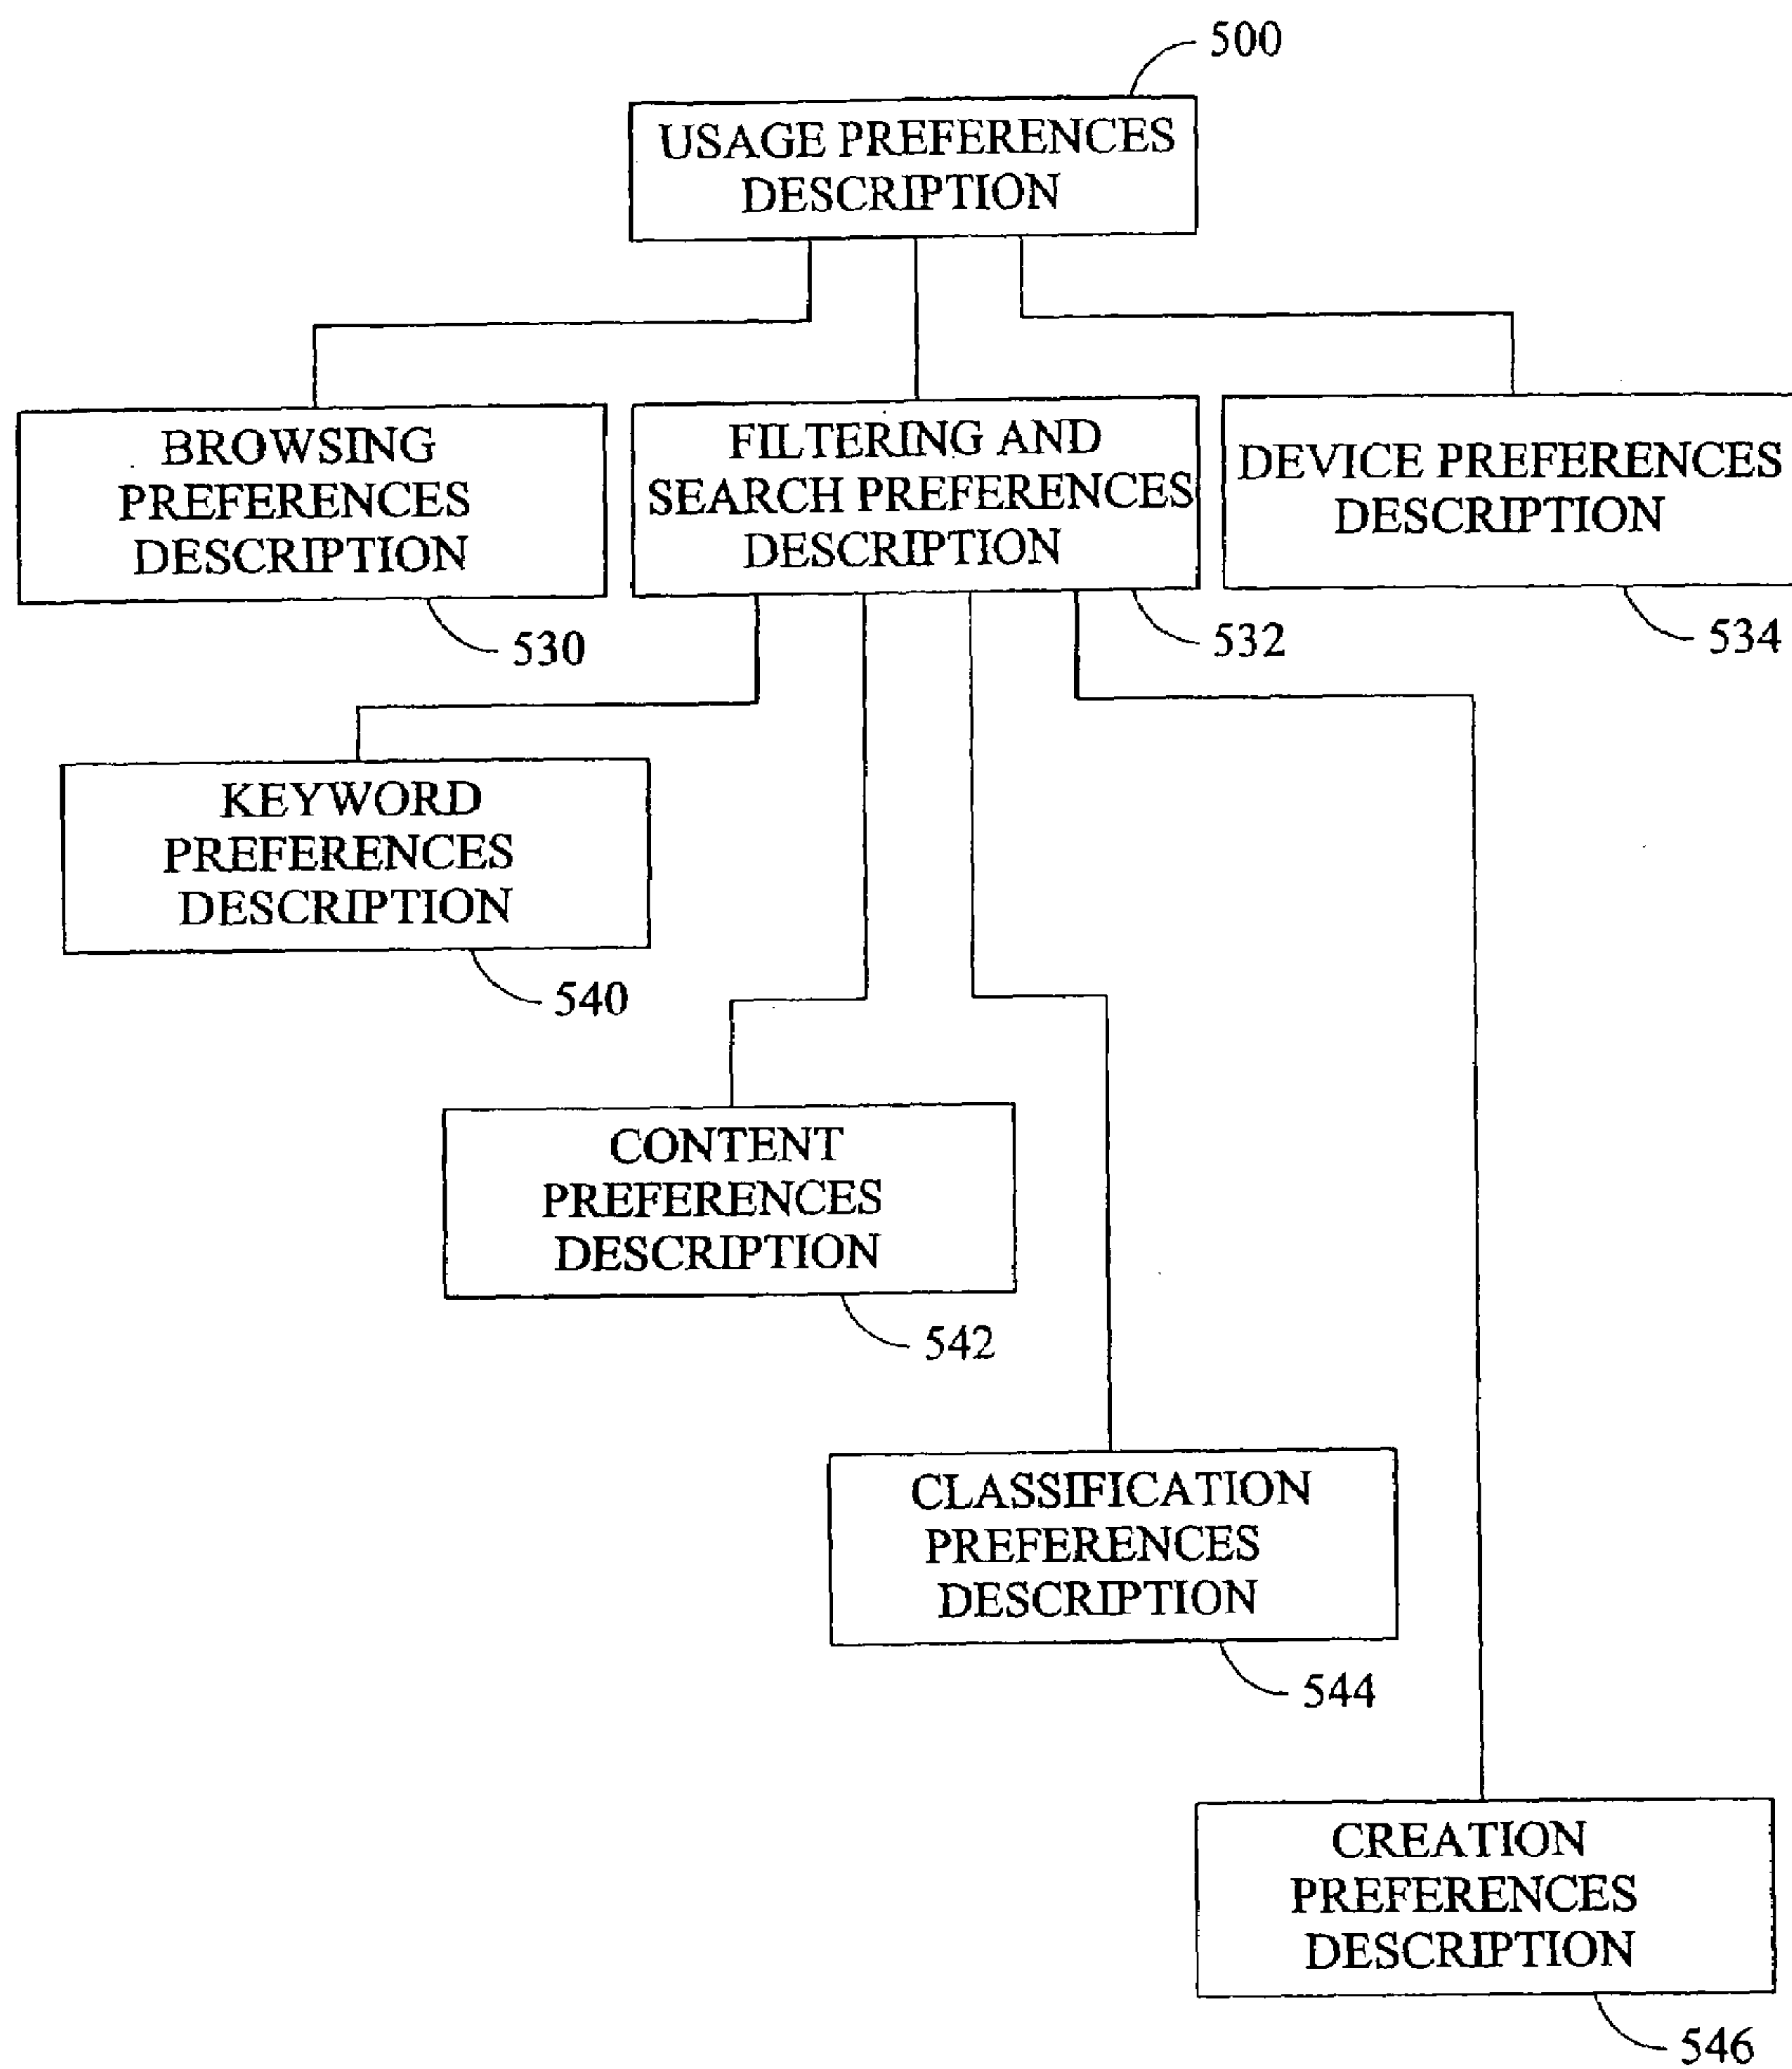 500
USAGE PREFERENCES
DESCRIPTION
BROWSING
PREFERENCES
DESCRIPTION
530
FILTERING AND
SEARCH PREFERENCES
DESCRIPTION
532
DEVICE PREFERENCES
DESCRIPTION
534
KEYWORD
PREFERENCES
DESCRIPTION
540
CONTENT
PREFERENCES
DESCRIPTION
542
CLASSIFICATION
PREFERENCES
DESCRIPTION
544
CREATION
PREFERENCES
DESCRIPTION
546